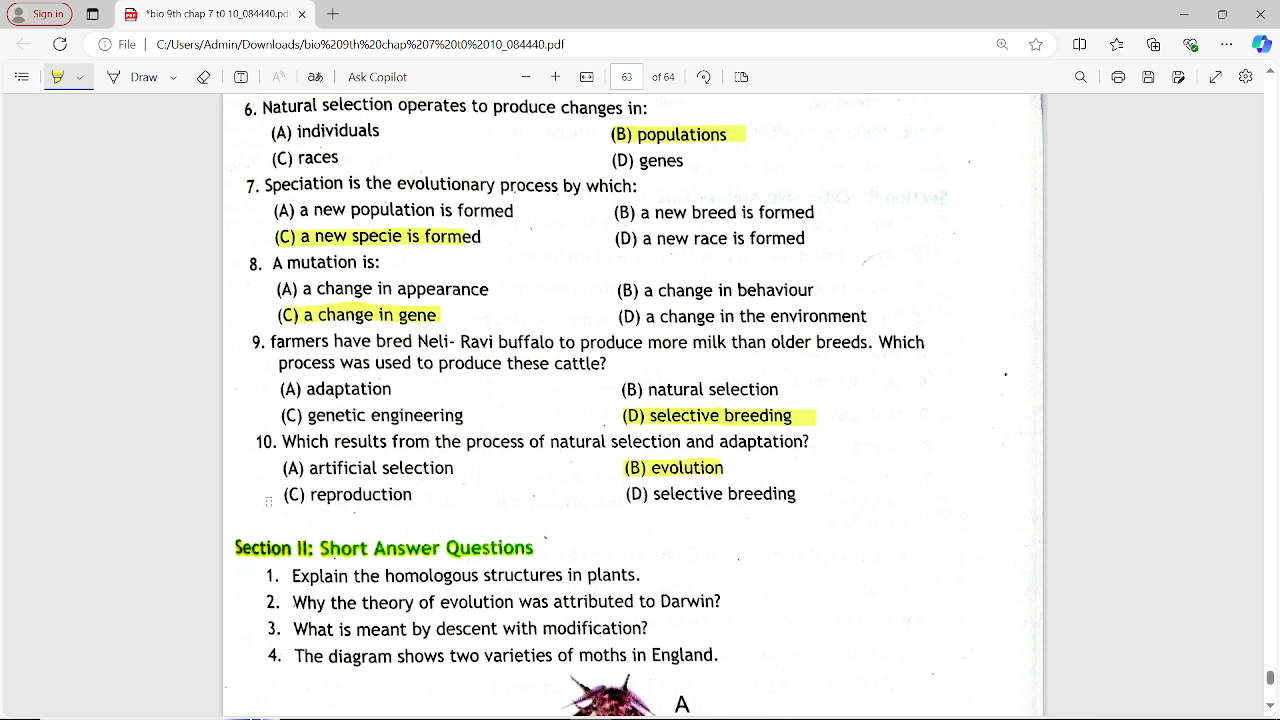 Sign in
*bio 9th chap 7 to 10_084440.pd
File
C:/Users/Admin/Downloads/bio%209th%20chap%207%20to%2010_084440.pdf
Draw
Ask Copilot
63 of 64
6. Natural selection operates to produce changes in:
(A) individuals (B) populations
(C) races (D) genes
7. Speciation is the evolutionary process by which:
(A) a new population is formed (B) a new breed is formed
(C) a new specie is formed (D) a new race is formed
8. A mutation is:
(A) a change in appearance (B) a change in behaviour
(C) a change in gene (D) a change in the environment
9. farmers have bred Neli- Ravi buffalo to produce more milk than older breeds. Which
process was used to produce these cattle?
(A) adaptation (B) natural selection
(C) genetic engineering (D) selective breeding
10. Which results from the process of natural selection and adaptation?
(A) artificial selection (B) evolution
(C) reproduction (D) selective breeding
Section II: Short Answer Questions
1. Explain the homologous structures in plants.
2. Why the theory of evolution was attributed to Darwin?
3. What is meant by descent with modification?
4. The diagram shows two varieties of moths in England.
A